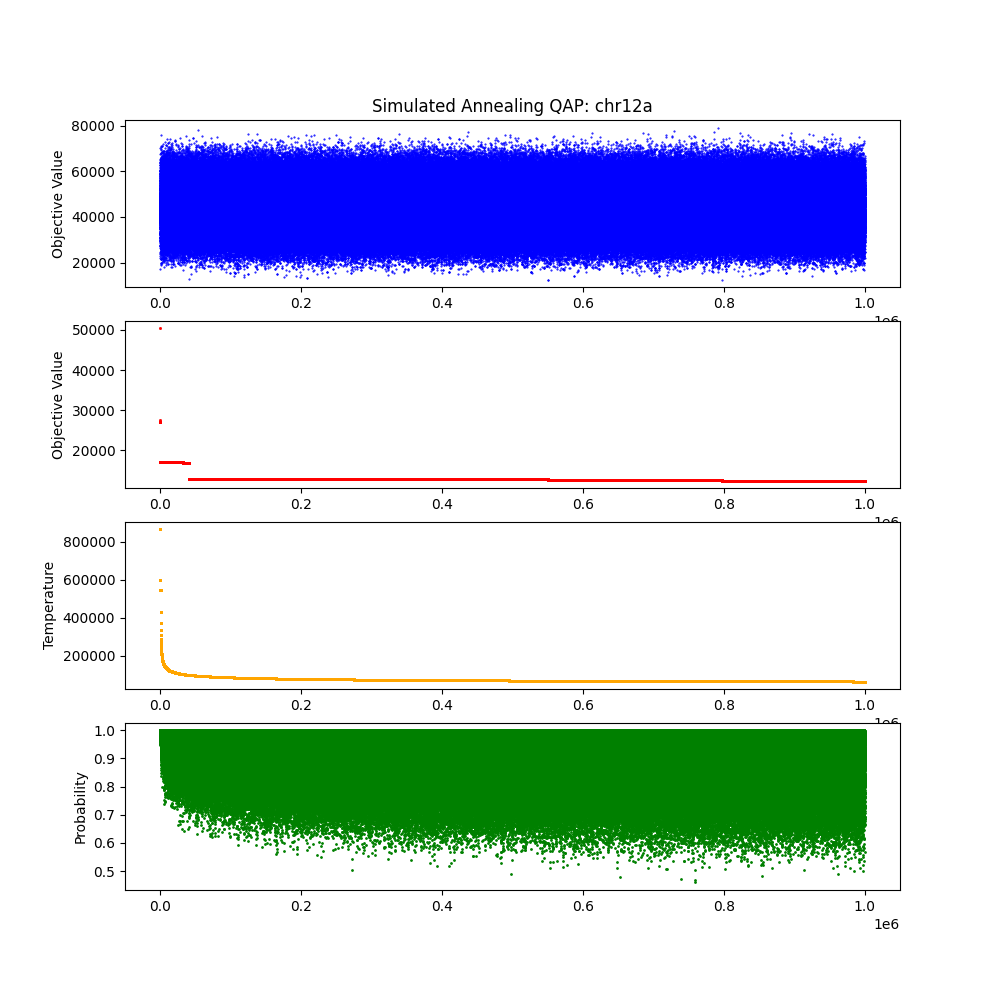 Simulated Annealing QAP: chr12a
80000
60000
40000
20000
Objective Value
0.0 0.2 0.4 0.6 0.8 1.0
1e6
50000
40000
30000
20000
Objective Value
0.0 0.2 0.4 0.6 0.8 1.0
1e6
800000
600000
400000
200000
Temperature
0.0 0.2 0.4 0.6 0.8 1.0
1e6
1.0
0.9
0.8
0.7
0.6
0.5
Probability
0.0 0.2 0.4 0.6 0.8 1.0
1e6